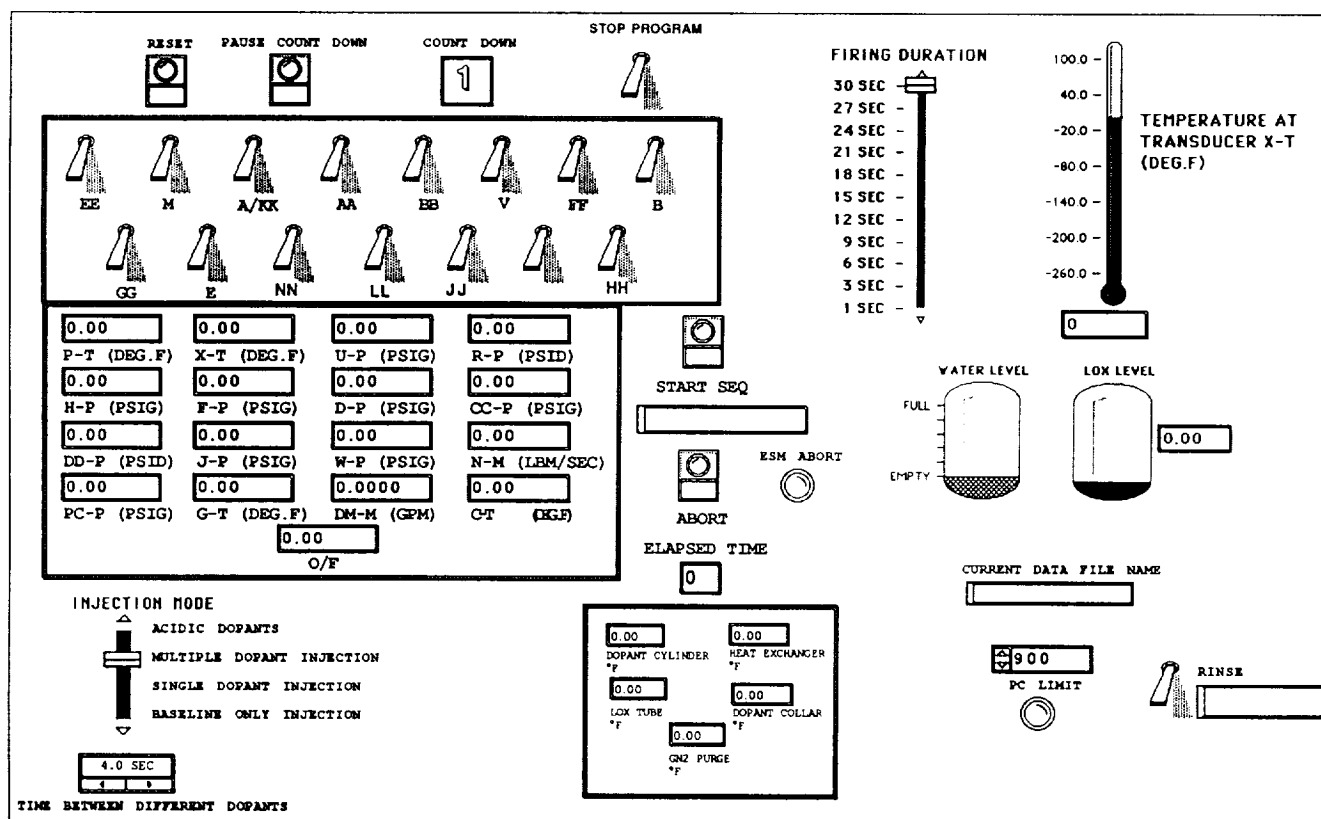 RESET
PAUSE COUNT DOWN
COUNT DOWN
1
STOP PROGRAM
EE M A/KK AA BB V FF B
GG E NN LL JJ HH
FIRING DURATION
30 SEC
27 SEC
24 SEC
21 SEC
18 SEC
15 SEC
12 SEC
9 SEC
6 SEC
3 SEC
1 SEC
100.0
40.0
-20.0
-80.0
-140.0
-200.0
-260.0
0
TEMPERATURE AT
TRANSDUCER X-T
(DEG.F)
0.00 0.00 0.00 0.00
P-T (DEG.F) X-T (DEG.F) U-P (PSIG) R-P (PSID)
0.00 0.00 0.00 0.00
H-P (PSIG) F-P (PSIG) D-P (PSIG) CC-P (PSIG)
0.00 0.00 0.00 0.00
DD-P (PSID) J-P (PSIG) W-P (PSIG) N-M (LBM/SEC)
0.00 0.00 0.0000 0.00
PC-P (PSIG) G-T (DEG.F) DM-M (GPM) C-T (DEG.F)
0.00
O/F
START SEQ
ABORT
ESM ABORT
ELAPSED TIME
0
WATER LEVEL
FULL
EMPTY
LOX LEVEL
0.00
CURRENT DATA FILE NAME
INJECTION MODE
ACIDIC DOPANTS
MULTIPLE DOPANT INJECTION
SINGLE DOPANT INJECTION
BASELINE ONLY INJECTION
4.0 SEC
TIME BETWEEN DIFFERENT DOPANTS
0.00 0.00
DOPANT CYLINDER HEAT EXCHANGER
°F °F
0.00 0.00
LOX TUBE DOPANT COLLAR
°F °F
0.00
GN2 PURGE
°F
900
PC LIMIT
RINSE